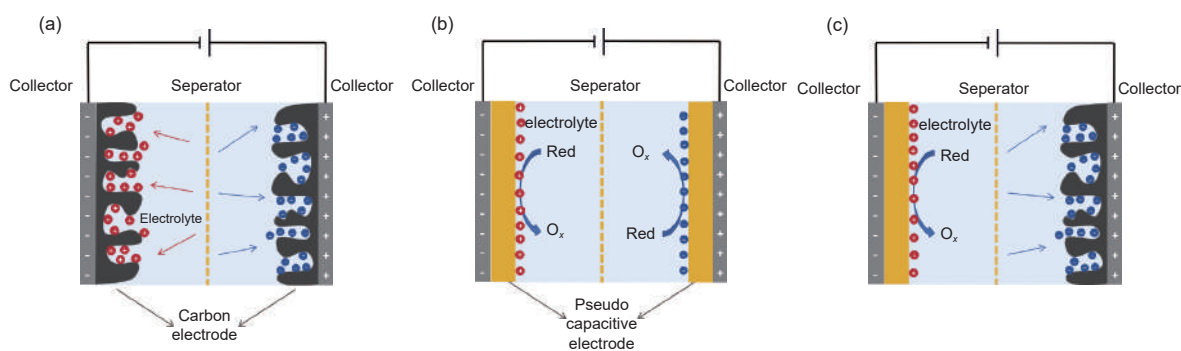 (a)
Collector
Seperator
Collector
Electrolyte
Carbon
electrode
(b)
Collector
Seperator
Collector
electrolyte
Red
Oₓ
Oₓ
Red
Pseudo
capacitive
electrode
(c)
Collector
Seperator
Collector
electrolyte
Red
Oₓ